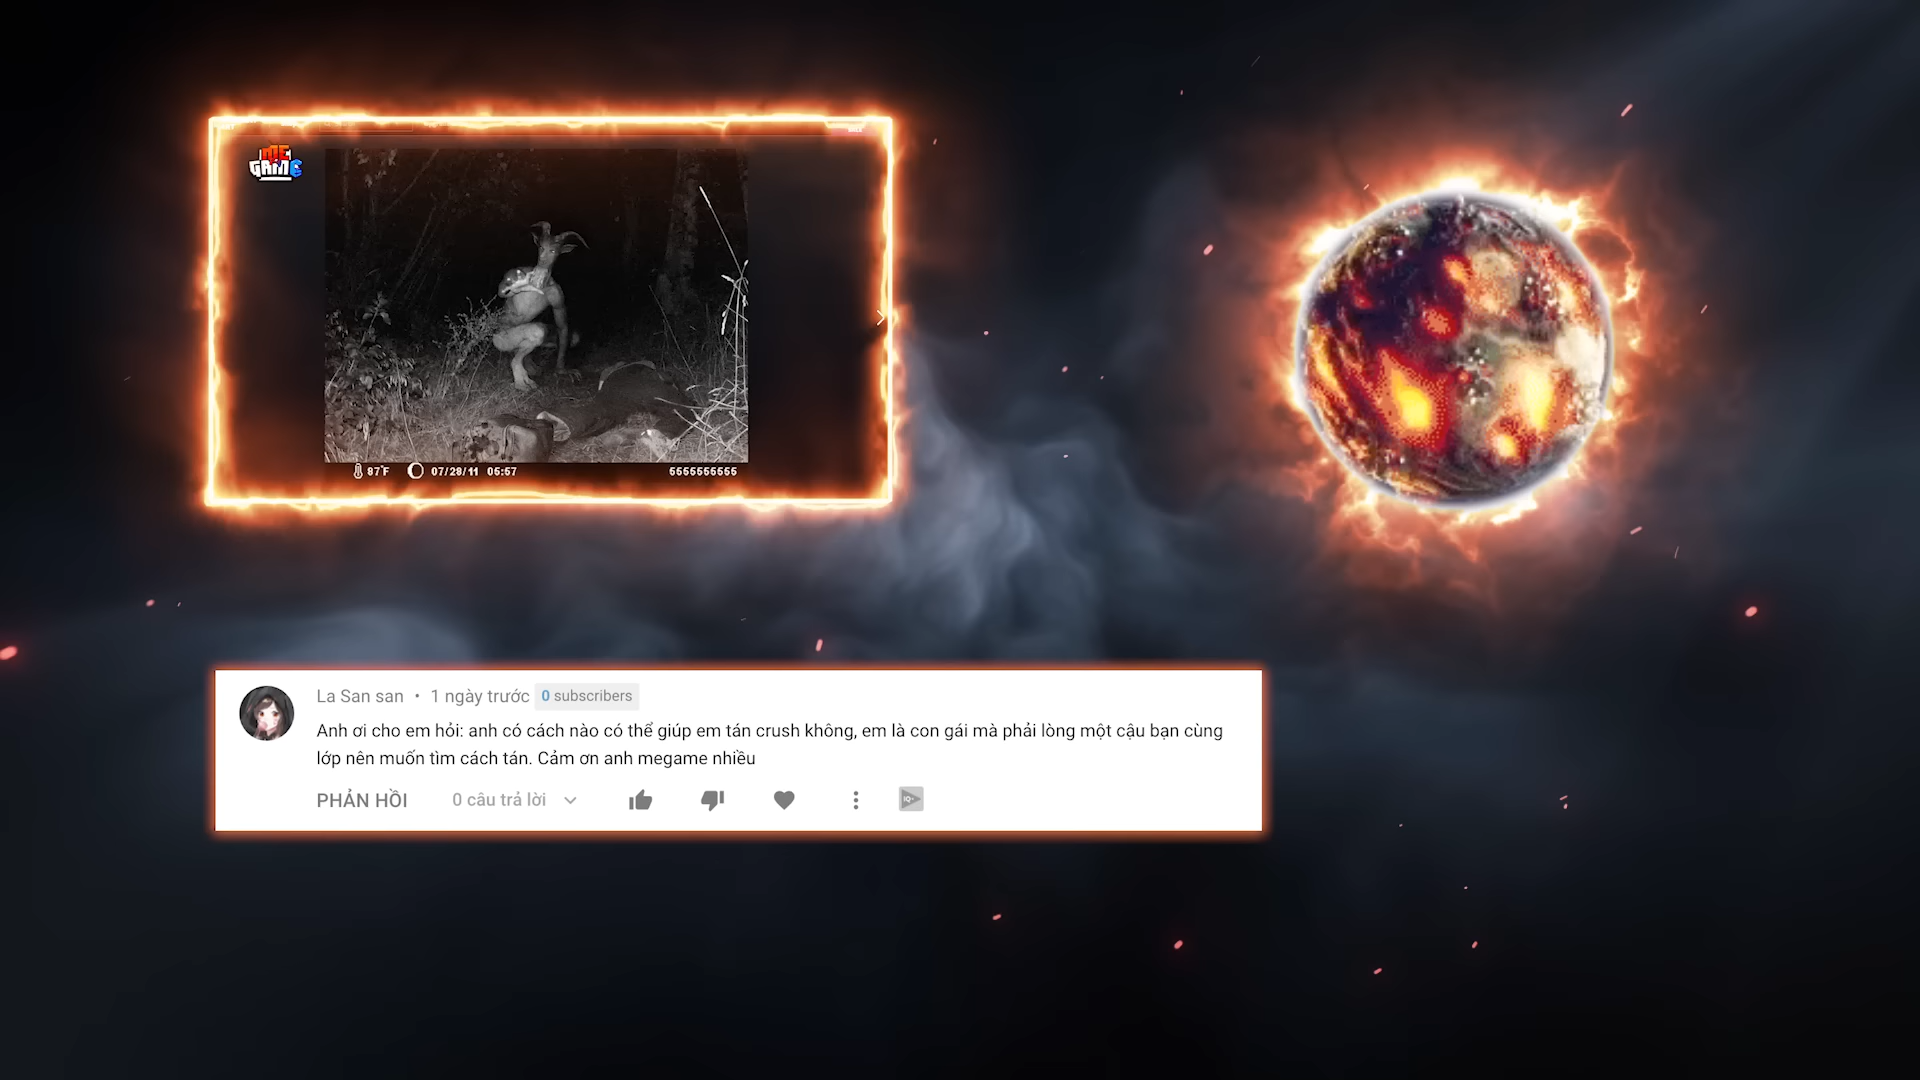 ME
GAME
87°F 07/28/11 05:57 5555555555
La San san • 1 ngày trước 0 subscribers
Anh ơi cho em hỏi: anh có cách nào có thể giúp em tán crush không, em là con gái mà phải lòng một cậu bạn cùng
lớp nên muốn tìm cách tán. Cảm ơn anh megame nhiều
PHẢN HỒI 0 câu trả lời